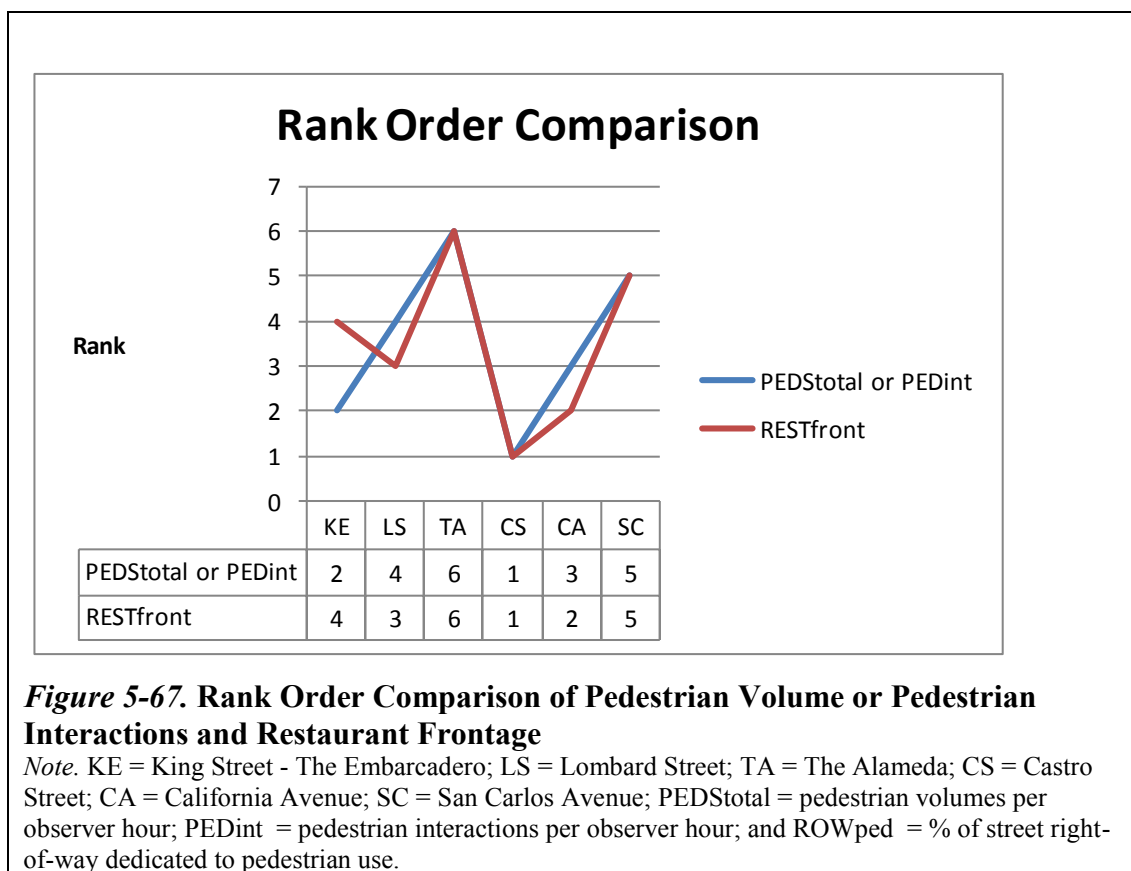 Rank Order Comparison
7
6
5
4
3
2
1
0
Rank
PEDStotal or PEDint
RESTfront
KE LS TA CS CA SC
PEDStotal or PEDint 2 4 6 1 3 5
RESTfront 4 3 6 1 2 5
Figure 5-67. Rank Order Comparison of Pedestrian Volume or Pedestrian
Interactions and Restaurant Frontage
Note. KE = King Street - The Embarcadero; LS = Lombard Street; TA = The Alameda; CS = Castro
Street; CA = California Avenue; SC = San Carlos Avenue; PEDStotal = pedestrian volumes per
observer hour; PEDint = pedestrian interactions per observer hour; and ROWped = % of street right-
of-way dedicated to pedestrian use.